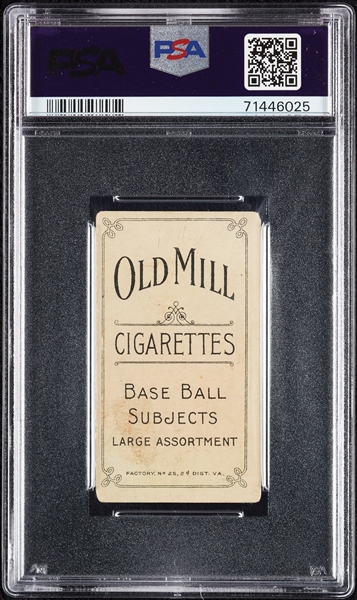 PSA
PSA
71446025
OLD MILL
CIGARETTES
BASE BALL
SUBJECTS
LARGE ASSORTMENT
FACTORY, Nº 25, 2d DIST. VA.